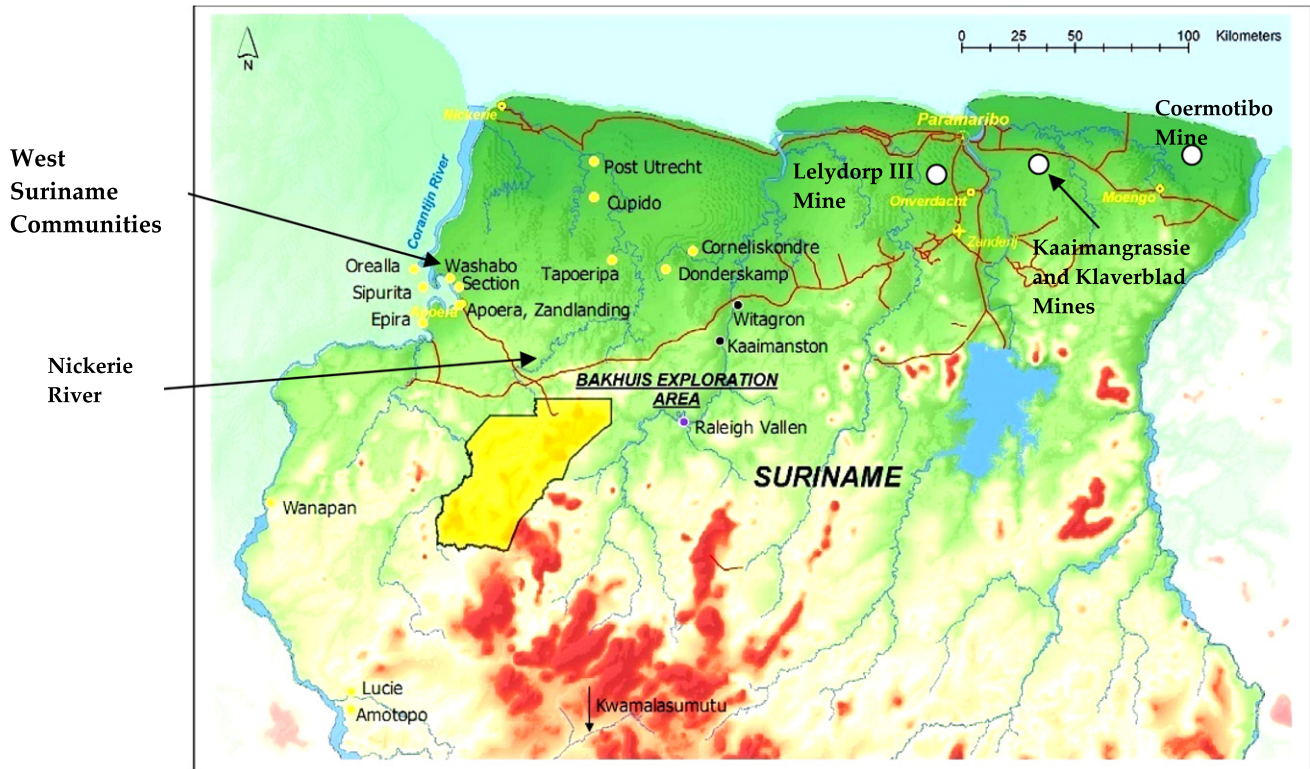 N
0 25 50 100 Kilometers
Nickerie
Paramaribo
Coermotibo
Mine
West
Suriname
Communities
Post Utrecht
Cupido
Lelydorp III
Mine
Onverdacht
Moengo
Corantijn River
Zanderij
Kaaimangrassie
and Klaverblad
Mines
Corneliskondre
Orealla
Washabo
Section
Tapoeripa
Donderskamp
Sipurita
Apoera
Apoera, Zandlanding
Epira
Witagron
Kaaimanston
Nickerie
River
BAKHUIS EXPLORATION
AREA
Raleigh Vallen
SURINAME
Wanapan
Lucie
Amotopo
Kwamalasumutu